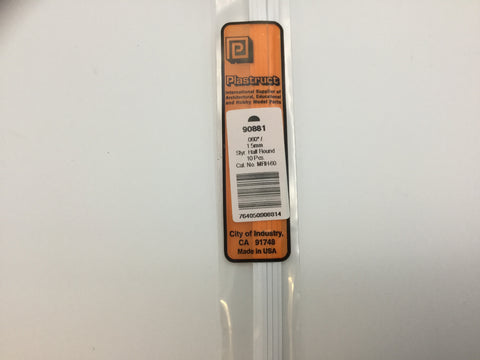 P
Plastruct
International Supplier of
Architectural, Educational
and Hobby Model Parts
90881
.060" /
1.5mm
Styr. Half Round
10 Pcs.
Cat. No. MRH-60
764050908814
City of Industry,
CA 91748
Made in USA